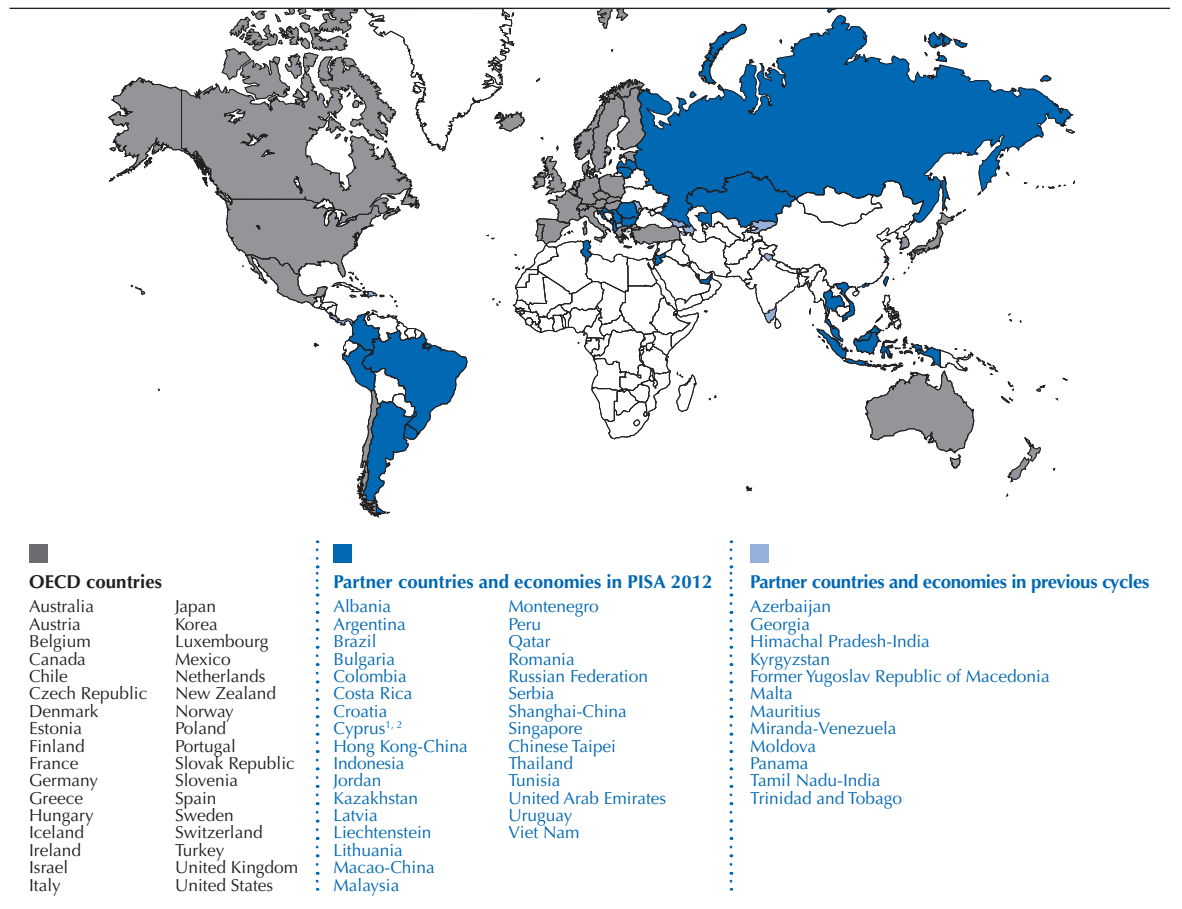 OECD countries
Australia
Austria
Belgium
Canada
Chile
Czech Republic
Denmark
Estonia
Finland
France
Germany
Greece
Hungary
Iceland
Ireland
Israel
Italy
Japan
Korea
Luxembourg
Mexico
Netherlands
New Zealand
Norway
Poland
Portugal
Slovak Republic
Slovenia
Spain
Sweden
Switzerland
Turkey
United Kingdom
United States
Partner countries and economies in PISA 2012
Albania
Argentina
Brazil
Bulgaria
Colombia
Costa Rica
Croatia
Cyprus1, 2
Hong Kong-China
Indonesia
Jordan
Kazakhstan
Latvia
Liechtenstein
Lithuania
Macao-China
Malaysia
Montenegro
Peru
Qatar
Romania
Russian Federation
Serbia
Shanghai-China
Singapore
Chinese Taipei
Thailand
Tunisia
United Arab Emirates
Uruguay
Viet Nam
Partner countries and economies in previous cycles
Azerbaijan
Georgia
Himachal Pradesh-India
Kyrgyzstan
Former Yugoslav Republic of Macedonia
Malta
Mauritius
Miranda-Venezuela
Moldova
Panama
Tamil Nadu-India
Trinidad and Tobago